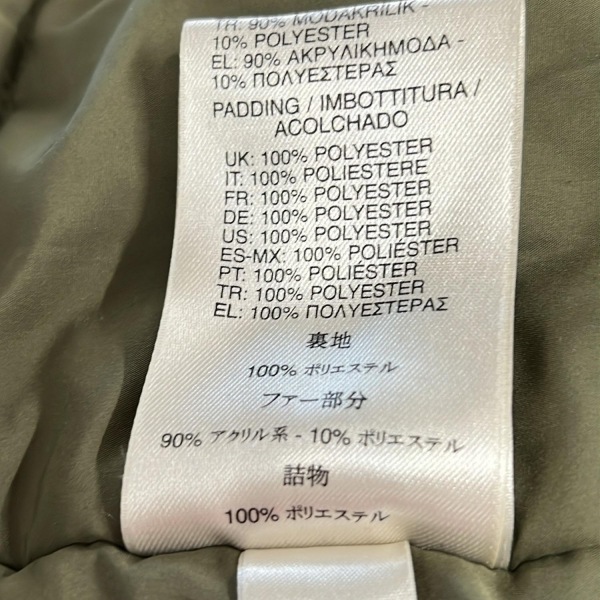 TR: 90% MODAKRİLİK -
10% POLYESTER
EL: 90% ΑΚΡΥΛΙΚΗΜΟΔΑ -
10% ΠΟΛΥΕΣΤΕΡΑΣ
PADDING / IMBOTTITURA /
ACOLCHADO
UK: 100% POLYESTER
IT: 100% POLIESTERE
FR: 100% POLYESTER
DE: 100% POLYESTER
US: 100% POLYESTER
ES-MX: 100% POLIÉSTER
PT: 100% POLIÉSTER
TR: 100% POLYESTER
EL: 100% ΠΟΛΥΕΣΤΕΡΑΣ
裏地
100% ポリエステル
ファー部分
90% アクリル系 - 10% ポリエステル
詰物
100% ポリエステル